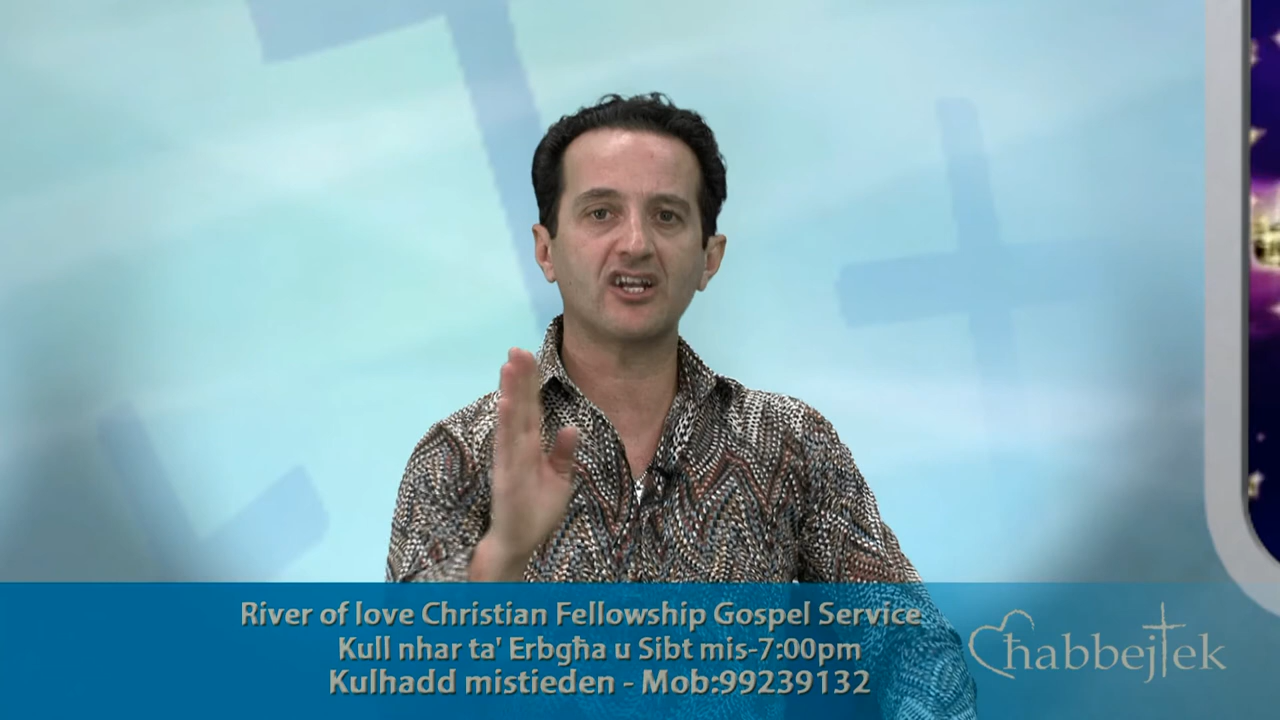 River of love Christian Fellowship Gospel Service
Kull nhar ta' Erbgħa u Sibt mis-7:00pm
Kulhadd mistieden - Mob:99239132
Ħabbejtek